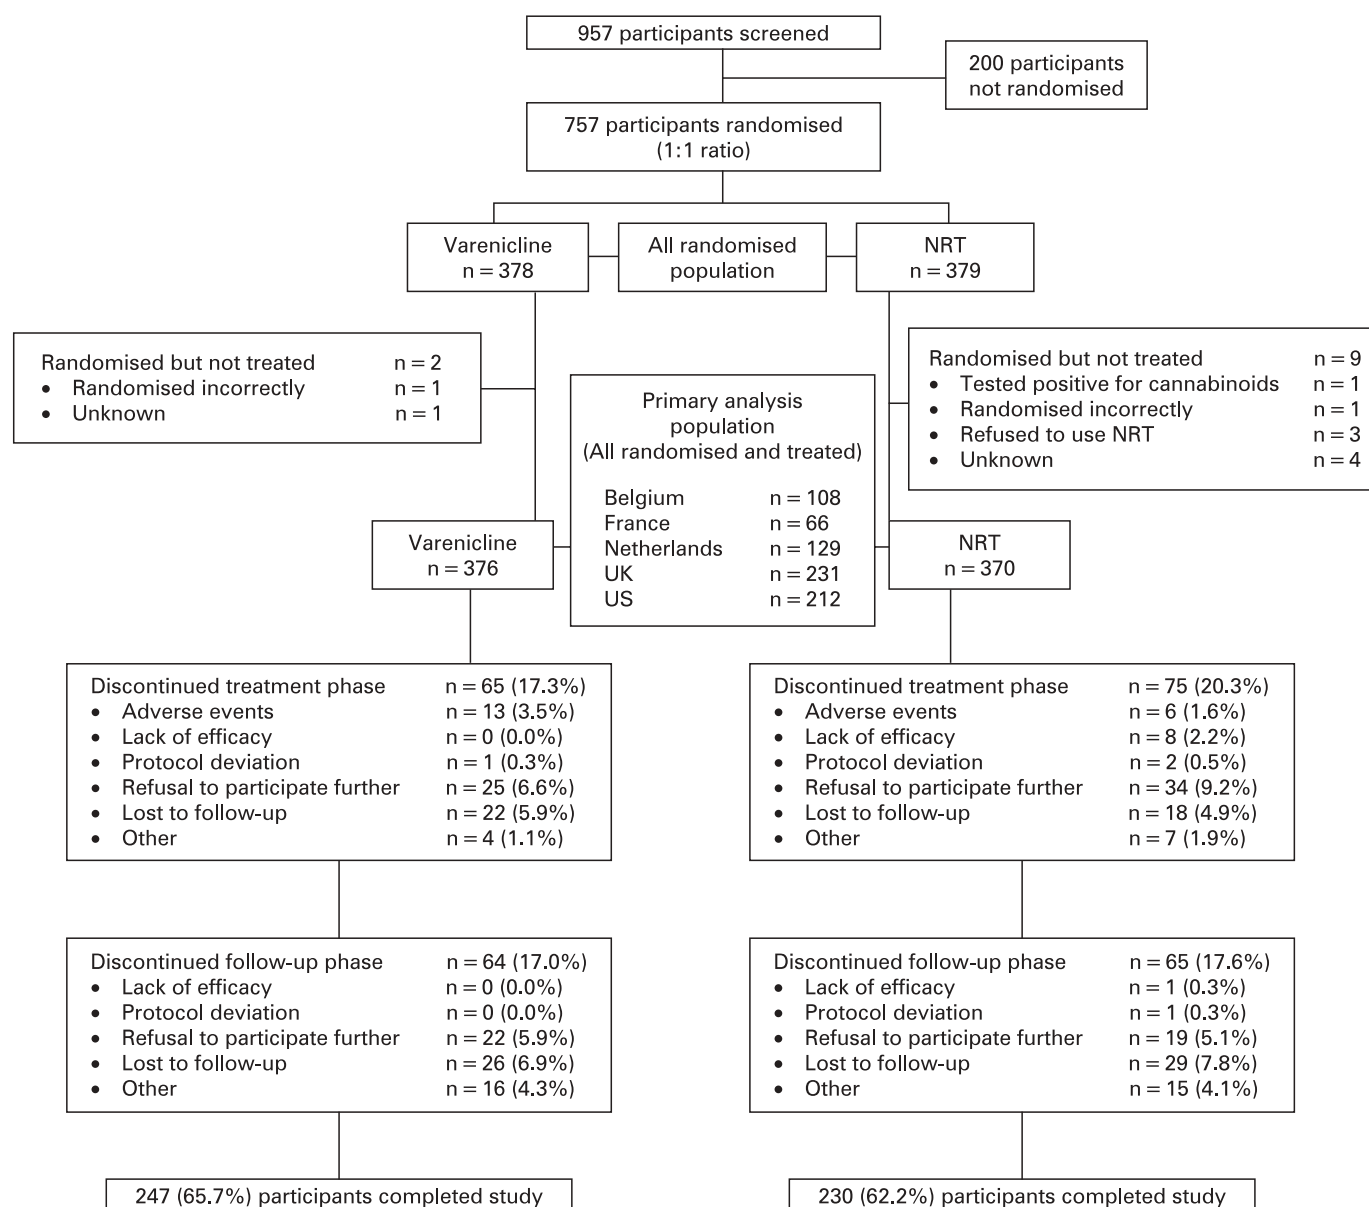 957 participants screened
200 participants
not randomised
757 participants randomised
(1:1 ratio)
Varenicline
n = 378
All randomised
population
NRT
n = 379
Randomised but not treated n = 2
• Randomised incorrectly n = 1
• Unknown n = 1
Randomised but not treated n = 9
• Tested positive for cannabinoids n = 1
• Randomised incorrectly n = 1
• Refused to use NRT n = 3
• Unknown n = 4
Primary analysis
population
(All randomised and treated)
Belgium n = 108
France n = 66
Netherlands n = 129
UK n = 231
US n = 212
Varenicline
n = 376
NRT
n = 370
Discontinued treatment phase n = 65 (17.3%)
• Adverse events n = 13 (3.5%)
• Lack of efficacy n = 0 (0.0%)
• Protocol deviation n = 1 (0.3%)
• Refusal to participate further n = 25 (6.6%)
• Lost to follow-up n = 22 (5.9%)
• Other n = 4 (1.1%)
Discontinued treatment phase n = 75 (20.3%)
• Adverse events n = 6 (1.6%)
• Lack of efficacy n = 8 (2.2%)
• Protocol deviation n = 2 (0.5%)
• Refusal to participate further n = 34 (9.2%)
• Lost to follow-up n = 18 (4.9%)
• Other n = 7 (1.9%)
Discontinued follow-up phase n = 64 (17.0%)
• Lack of efficacy n = 0 (0.0%)
• Protocol deviation n = 0 (0.0%)
• Refusal to participate further n = 22 (5.9%)
• Lost to follow-up n = 26 (6.9%)
• Other n = 16 (4.3%)
Discontinued follow-up phase n = 65 (17.6%)
• Lack of efficacy n = 1 (0.3%)
• Protocol deviation n = 1 (0.3%)
• Refusal to participate further n = 19 (5.1%)
• Lost to follow-up n = 29 (7.8%)
• Other n = 15 (4.1%)
247 (65.7%) participants completed study
230 (62.2%) participants completed study